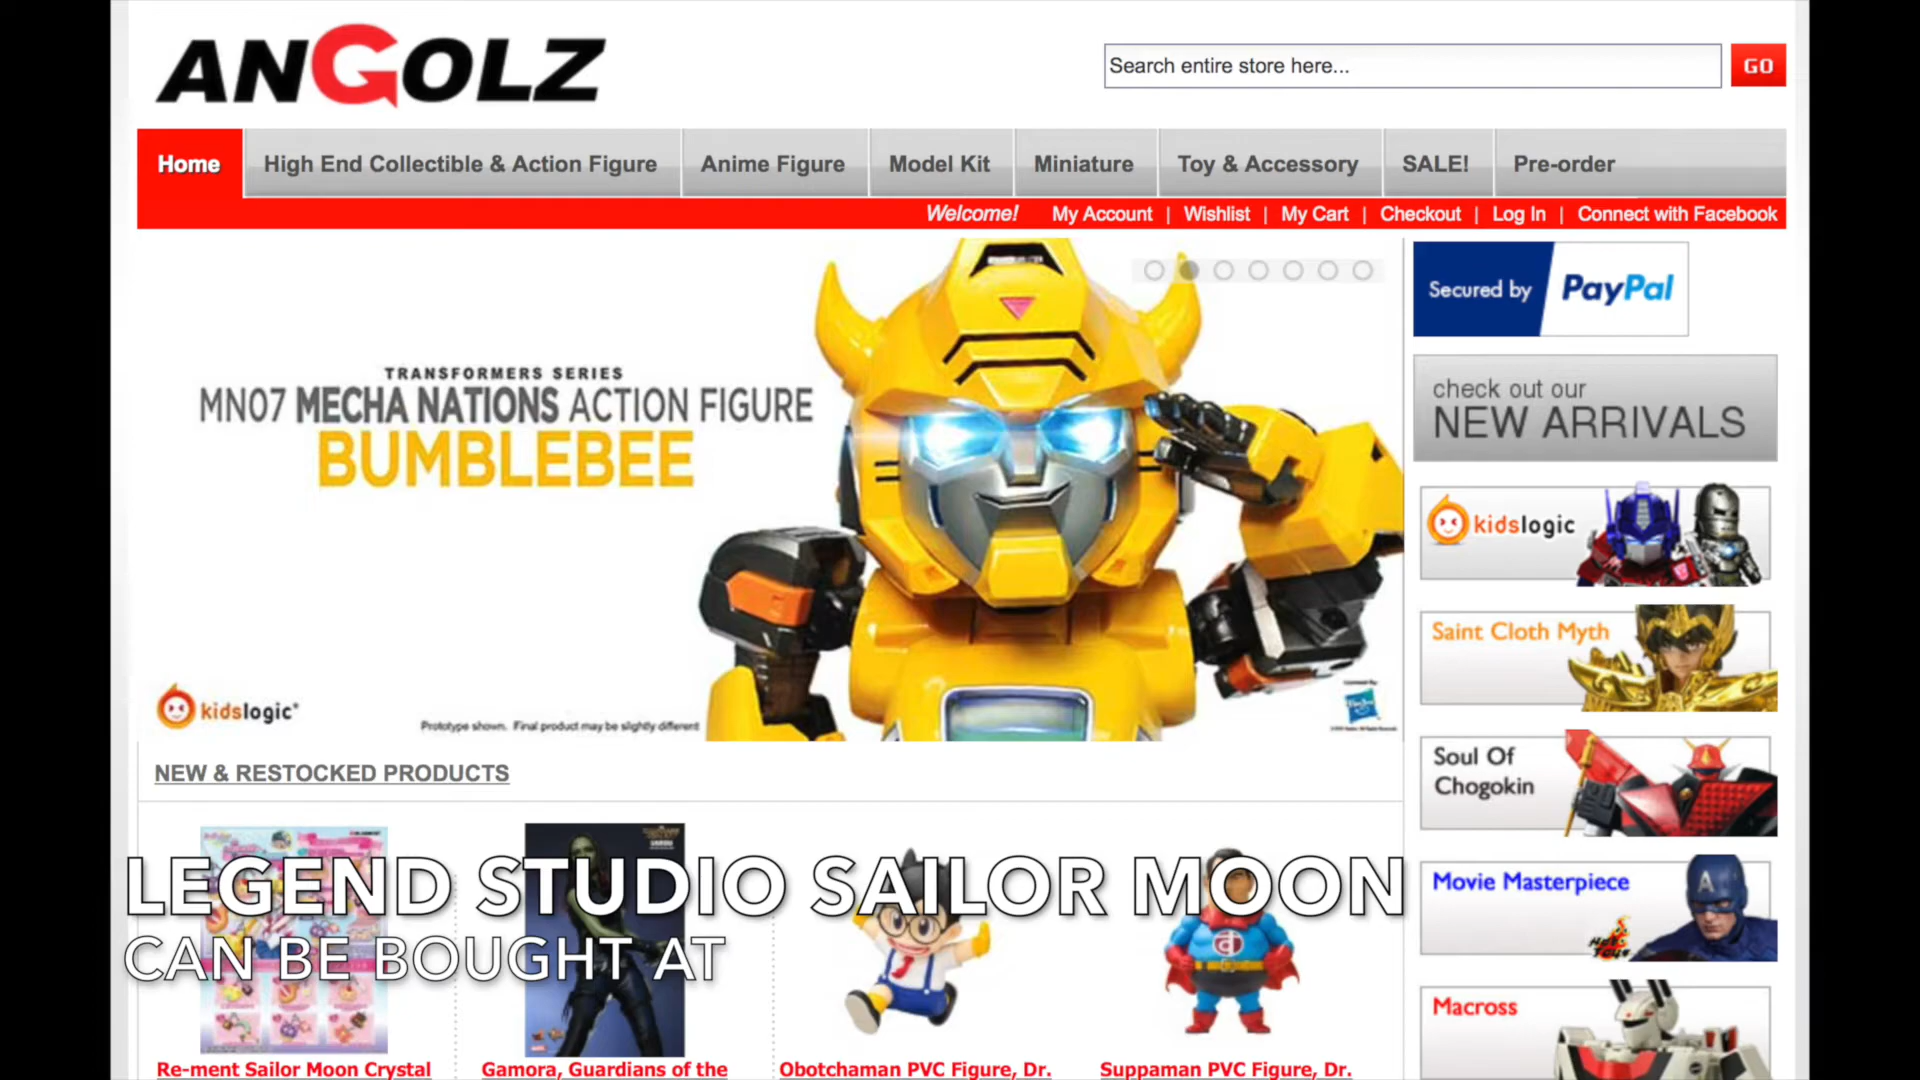 ANGOLZ
Search entire store here...
GO
Home
High End Collectible & Action Figure
Anime Figure
Model Kit
Miniature
Toy & Accessory
SALE!
Pre-order
Welcome!
My Account | Wishlist | My Cart | Checkout | Log In | Connect with Facebook
TRANSFORMERS SERIES
MN07 MECHA NATIONS ACTION FIGURE
BUMBLEBEE
kidslogic
Prototype shown. Final product may be slightly different
Secured by PayPal
check out our
NEW ARRIVALS
kidslogic
Saint Cloth Myth
Soul Of
Chogokin
Movie Masterpiece
Hot
Toys
Macross
NEW & RESTOCKED PRODUCTS
LEGEND STUDIO SAILOR MOON
CAN BE BOUGHT AT
Re-ment Sailor Moon Crystal
Gamora, Guardians of the
Obotchaman PVC Figure, Dr.
Suppaman PVC Figure, Dr.